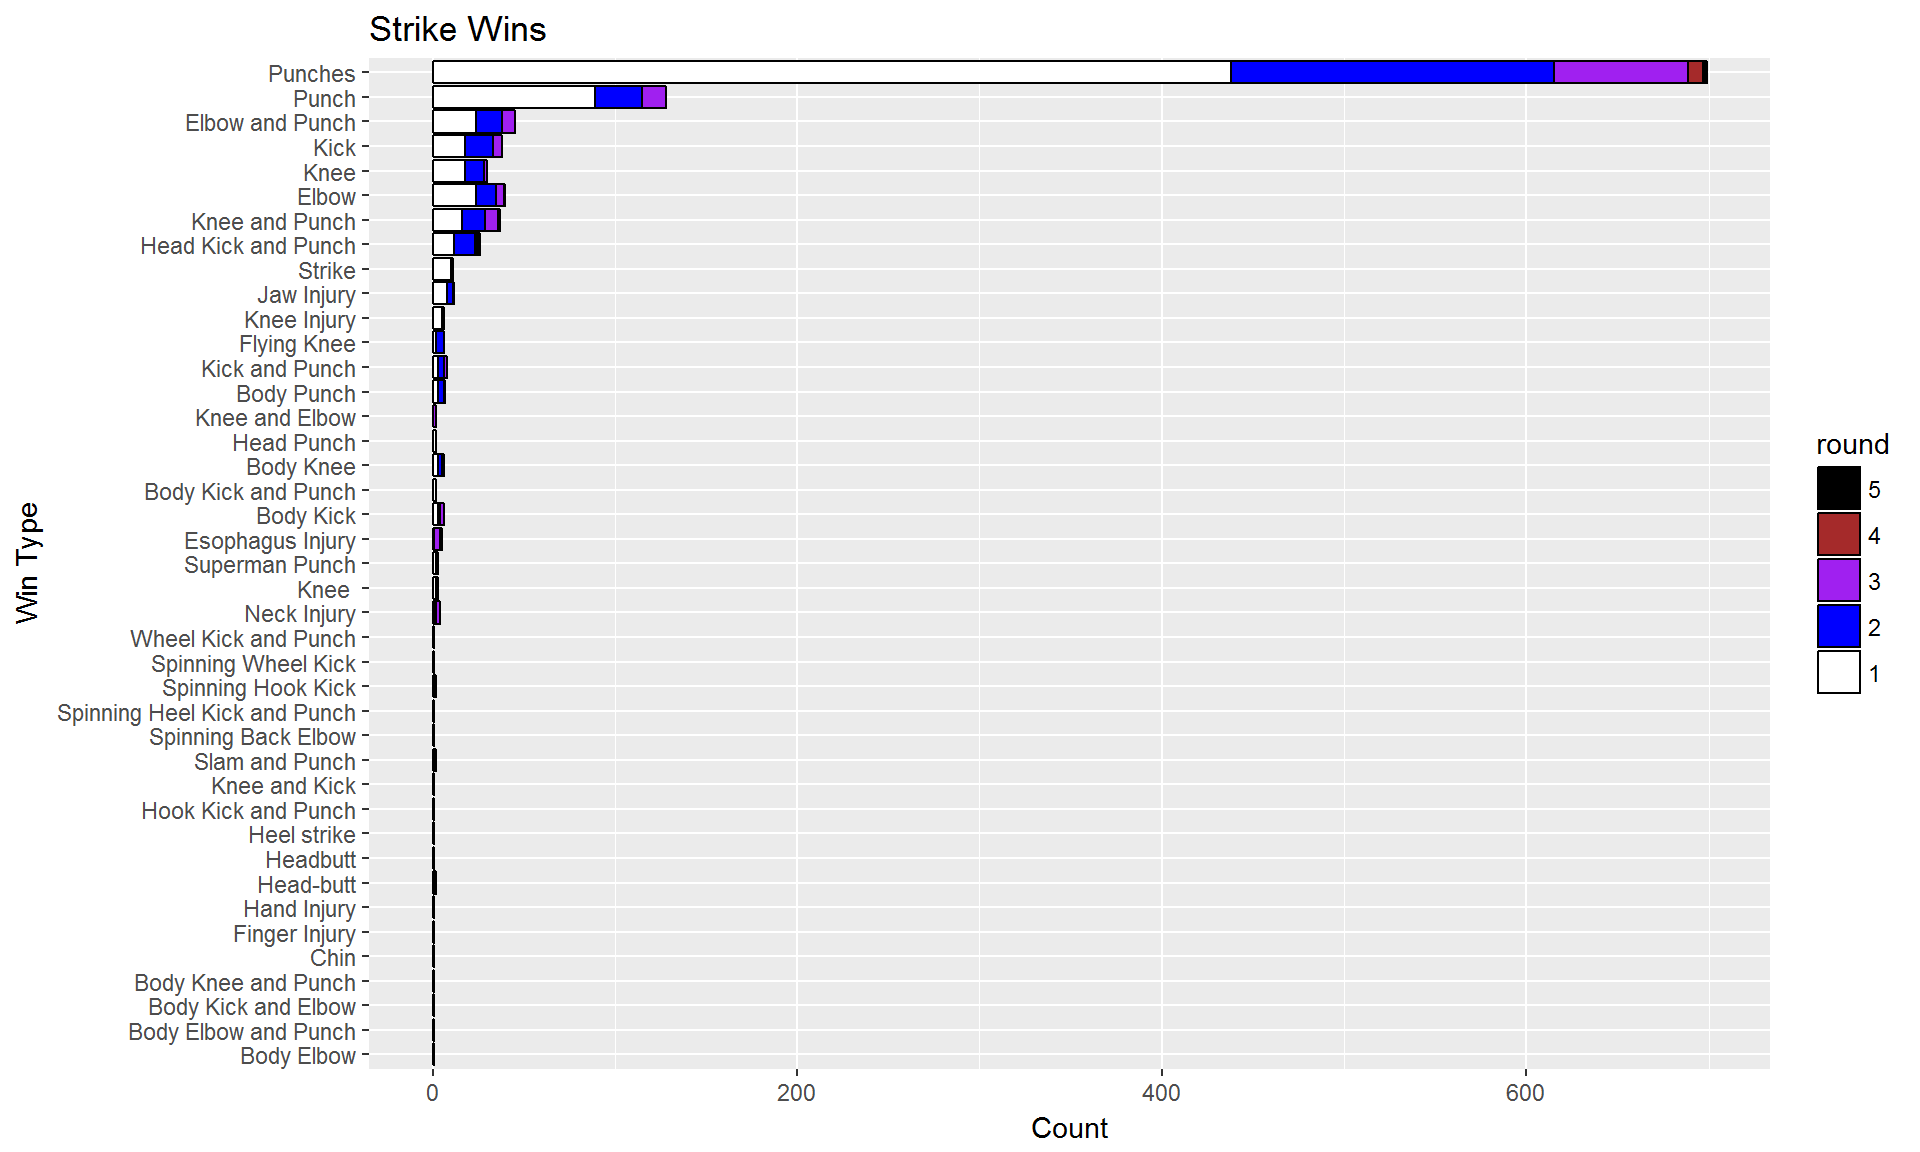 Strike Wins
Punches
Punch
Elbow and Punch
Kick
Knee
Elbow
Knee and Punch
Head Kick and Punch
Strike
Jaw Injury
Knee Injury
Flying Knee
Kick and Punch
Body Punch
Knee and Elbow
Head Punch
Body Knee
Body Kick and Punch
Body Kick
Esophagus Injury
Superman Punch
Knee
Neck Injury
Wheel Kick and Punch
Spinning Wheel Kick
Spinning Hook Kick
Spinning Heel Kick and Punch
Spinning Back Elbow
Slam and Punch
Knee and Kick
Hook Kick and Punch
Heel strike
Headbutt
Head-butt
Hand Injury
Finger Injury
Chin
Body Knee and Punch
Body Kick and Elbow
Body Elbow and Punch
Body Elbow
Win Type
0 200 400 600
Count
round
5
4
3
2
1